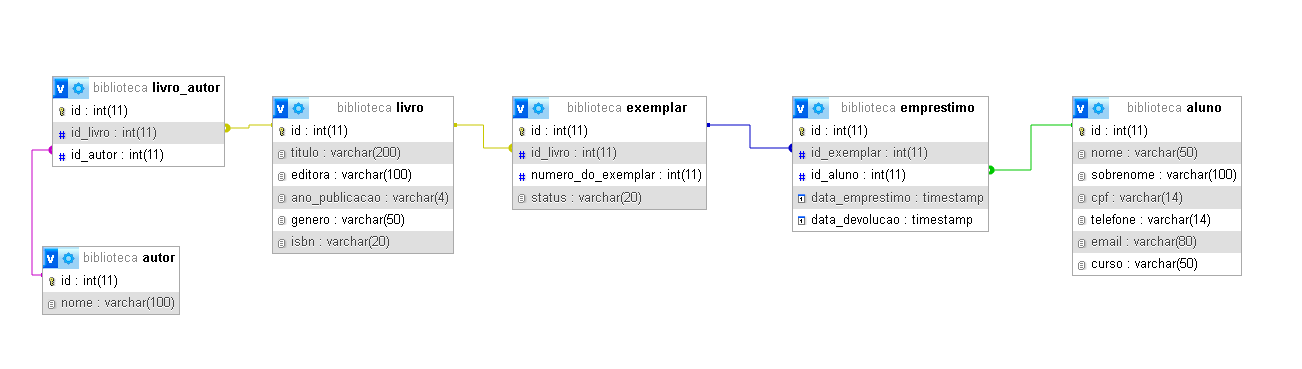 biblioteca livro_autor
id : int(11)
id_livro : int(11)
id_autor : int(11)
biblioteca autor
id : int(11)
nome : varchar(100)
biblioteca livro
id : int(11)
titulo : varchar(200)
editora : varchar(100)
ano_publicacao : varchar(4)
genero : varchar(50)
isbn : varchar(20)
biblioteca exemplar
id : int(11)
id_livro : int(11)
numero_do_exemplar : int(11)
status : varchar(20)
biblioteca emprestimo
id : int(11)
id_exemplar : int(11)
id_aluno : int(11)
data_emprestimo : timestamp
data_devolucao : timestamp
biblioteca aluno
id : int(11)
nome : varchar(50)
sobrenome : varchar(100)
cpf : varchar(14)
telefone : varchar(14)
email : varchar(80)
curso : varchar(50)